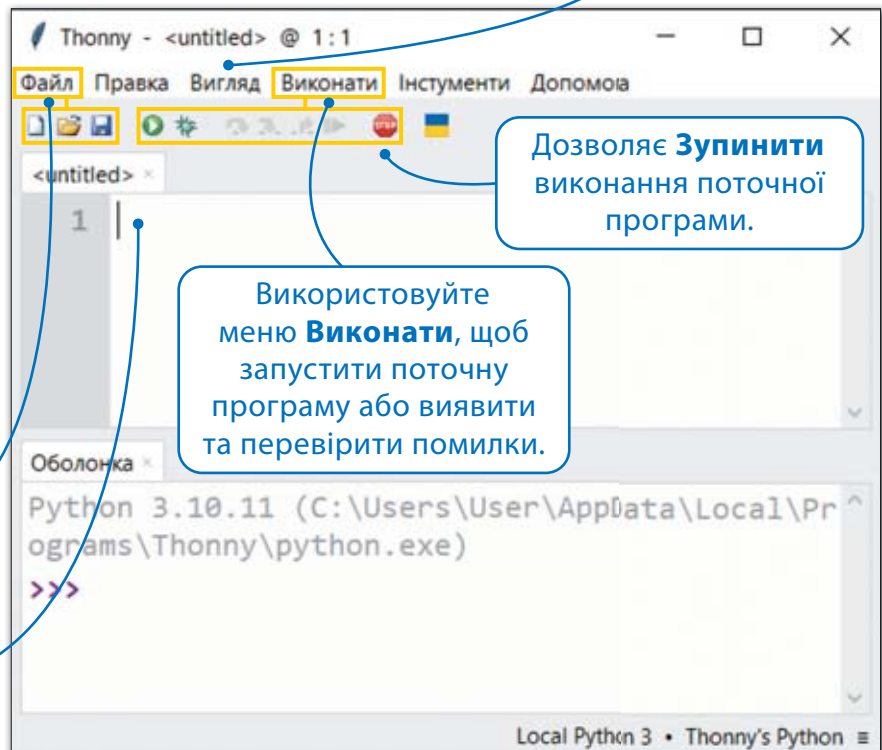 Thonny - <untitled> @ 1:1
Файл Правка Вигляд Виконати Інстументи Допомоіа
STOP
<untitled> ×
1
Дозволяє Зупинити
виконання поточної
програми.
Використовуйте
меню Виконати, щоб
запустити поточну
програму або виявити
та перевірити помилки.
Оболонка ×
Python 3.10.11 (C:\Users\User\AppData\Local\Pr
ograms\Thonny\python.exe)
>>>
Local Python 3 • Thonny's Python ≡